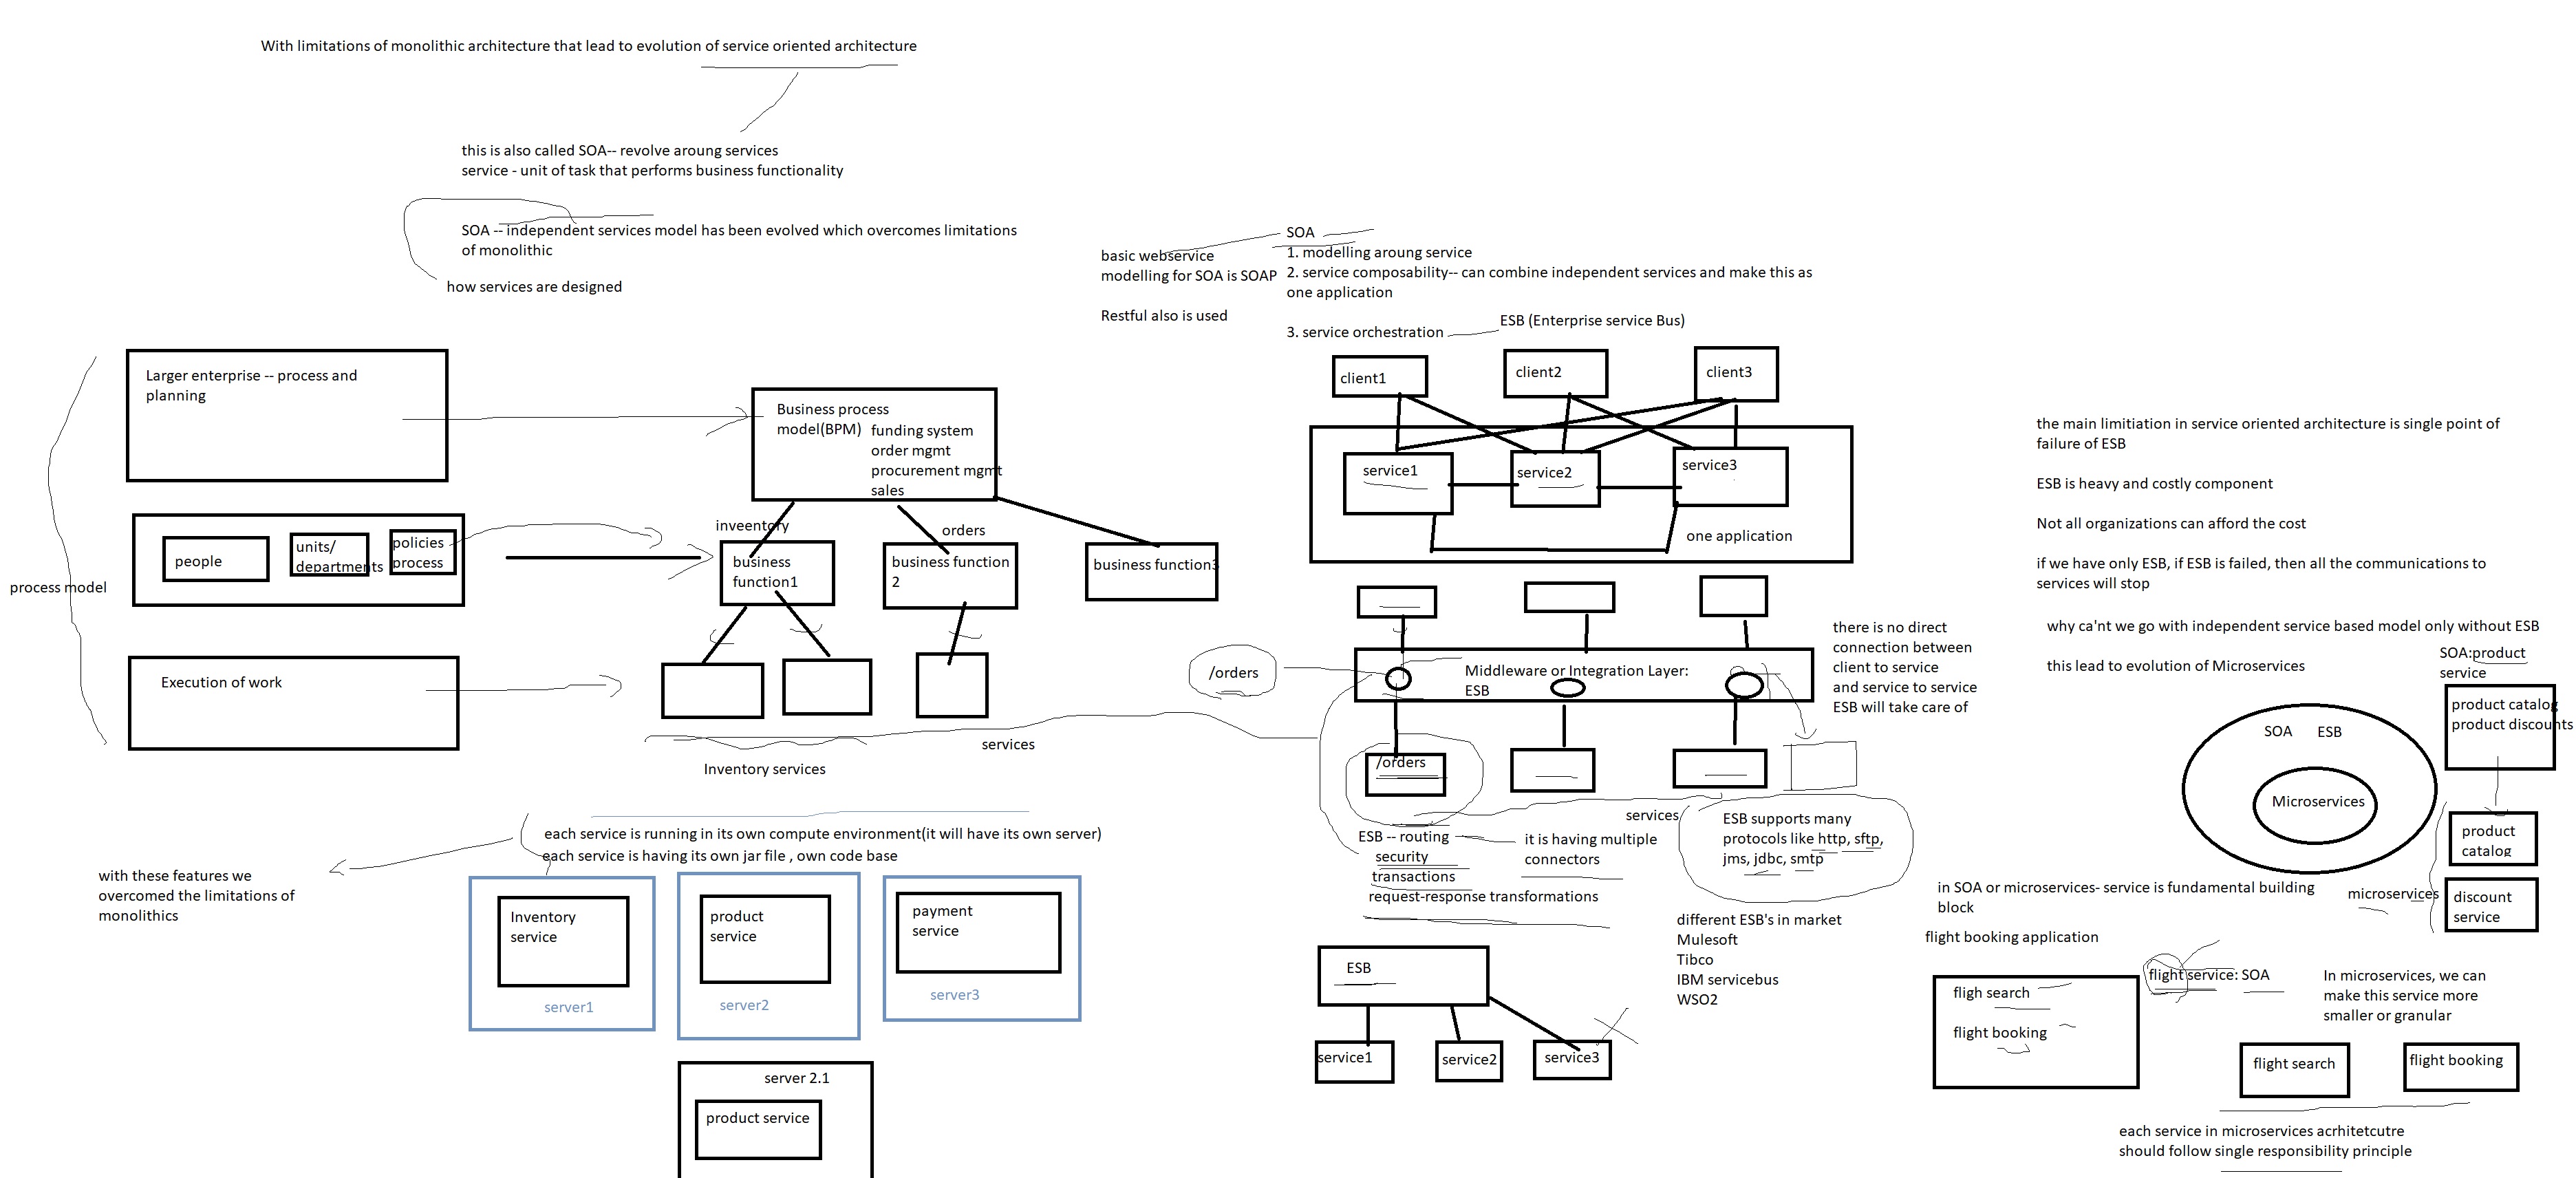 With limitations of monolithic architecture that lead to evolution of service oriented architecture
this is also called SOA-- revolve aroung services
service - unit of task that performs business functionality
SOA -- independent services model has been evolved which overcomes limitations
of monolithic
how services are designed
process model
Larger enterprise -- process and
planning
people
units/
departments
policies
process
Execution of work
Business process
model(BPM)
funding system
order mgmt
procurement mgmt
sales
inveentory
orders
business
function1
business function
2
business function3
services
Inventory services
each service is running in its own compute environment(it will have its own server)
each service is having its own jar file , own code base
with these features we
overcomed the limitations of
monolithics
Inventory
service
server1
product
service
server2
payment
service
server3
server 2.1
product service
basic webservice
modelling for SOA is SOAP
Restful also is used
SOA
1. modelling aroung service
2. service composability-- can combine independent services and make this as
one application
3. service orchestration
ESB (Enterprise service Bus)
client1
client2
client3
service1
service2
service3
one application
/orders
Middleware or Integration Layer:
ESB
there is no direct
connection between
client to service
and service to service
ESB will take care of
/orders
services
ESB -- routing
security
transactions
request-response transformations
it is having multiple
connectors
ESB supports many
protocols like http, sftp,
jms, jdbc, smtp
different ESB's in market
Mulesoft
Tibco
IBM servicebus
WSO2
ESB
service1
service2
service3
the main limitiation in service oriented architecture is single point of
failure of ESB
ESB is heavy and costly component
Not all organizations can afford the cost
if we have only ESB, if ESB is failed, then all the communications to
services will stop
why ca'nt we go with independent service based model only without ESB
this lead to evolution of Microservices
SOA:product
service
product catalog
product discounts
SOA
ESB
Microservices
product
catalog
microservices
discount
service
in SOA or microservices- service is fundamental building
block
flight booking application
fligh search
flight booking
flight service: SOA
In microservices, we can
make this service more
smaller or granular
flight search
flight booking
each service in microservices acrhitetcutre
should follow single responsibility principle